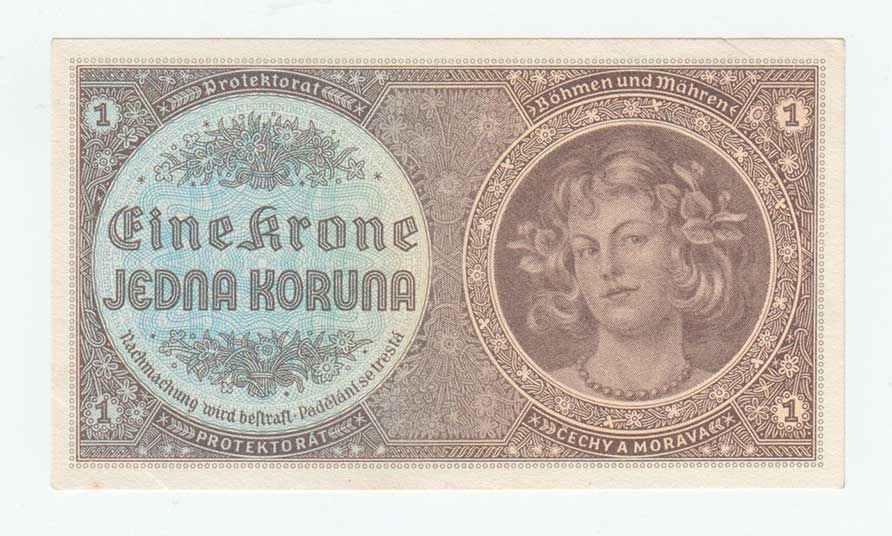 Protektorat
Böhmen und Mähren
1
1
Eine Krone
JEDNA KORUNA
Nachmachung wird bestraft · Padělání se trestá
1
1
PROTEKTORÁT
ČECHY A MORAVA